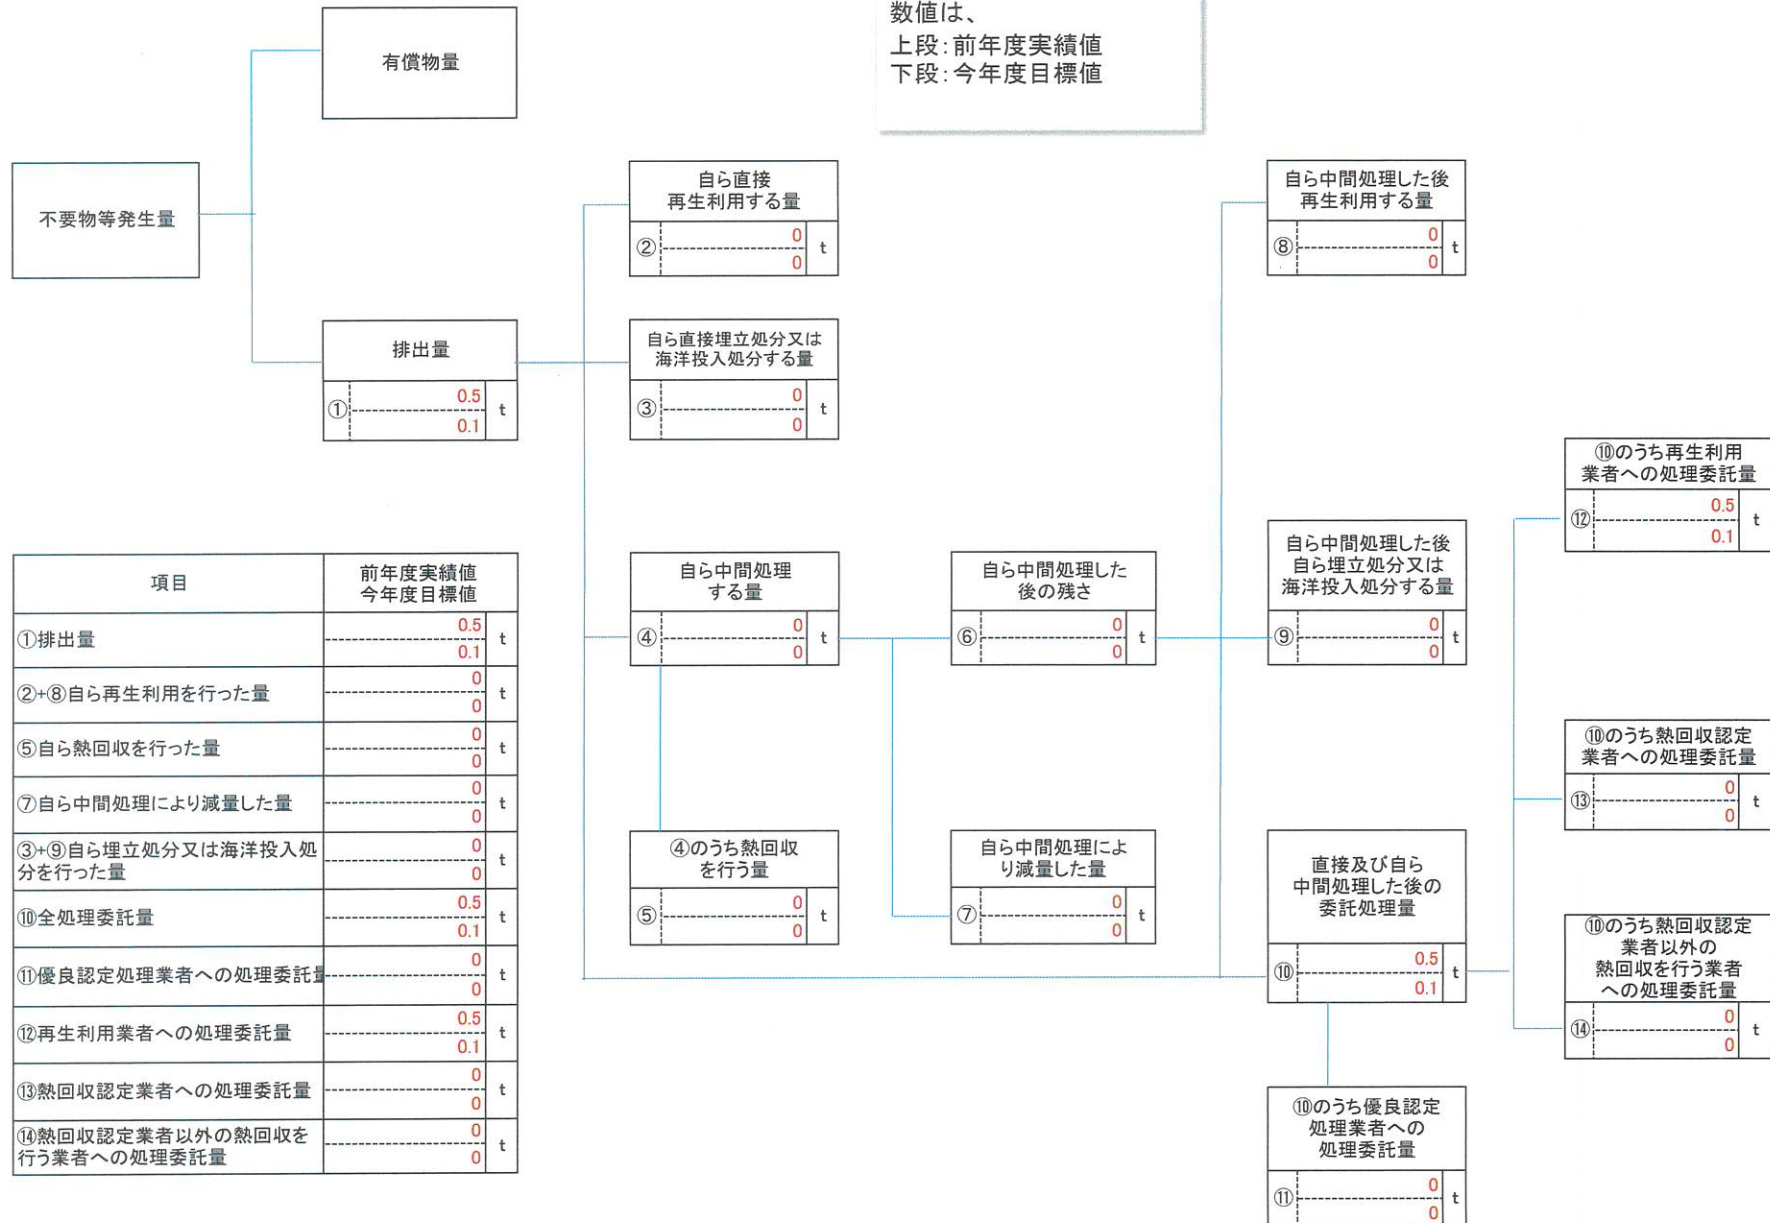 数値は、
上段：前年度実績値
下段：今年度目標値
有償物量
不要物等発生量
排出量
①
0.5
0.1
t
自ら直接
再生利用する量
②
0
0
t
自ら直接埋立処分又は
海洋投入処分する量
③
0
0
t
自ら中間処理
する量
④
0
0
t
④のうち熱回収
を行う量
⑤
0
0
t
自ら中間処理した
後の残さ
⑥
0
0
t
自ら中間処理によ
り減量した量
⑦
0
0
t
自ら中間処理した後
再生利用する量
⑧
0
0
t
自ら中間処理した後
自ら埋立処分又は
海洋投入処分する量
⑨
0
0
t
直接及び自ら
中間処理した後の
委託処理量
⑩
0.5
0.1
t
⑩のうち優良認定
処理業者への
処理委託量
⑪
0
0
t
⑩のうち再生利用
業者への処理委託量
⑫
0.5
0.1
t
⑩のうち熱回収認定
業者への処理委託量
⑬
0
0
t
⑩のうち熱回収認定
業者以外の
熱回収を行う業者
への処理委託量
⑭
0
0
t
項目
前年度実績値
今年度目標値
①排出量
0.5
0.1
t
②+⑧自ら再生利用を行った量
0
0
t
⑤自ら熱回収を行った量
0
0
t
⑦自ら中間処理により減量した量
0
0
t
③+⑨自ら埋立処分又は海洋投入処
分を行った量
0
0
t
⑩全処理委託量
0.5
0.1
t
⑪優良認定処理業者への処理委託量
0
0
t
⑫再生利用業者への処理委託量
0.5
0.1
t
⑬熱回収認定業者への処理委託量
0
0
t
⑭熱回収認定業者以外の熱回収を
行う業者への処理委託量
0
0
t